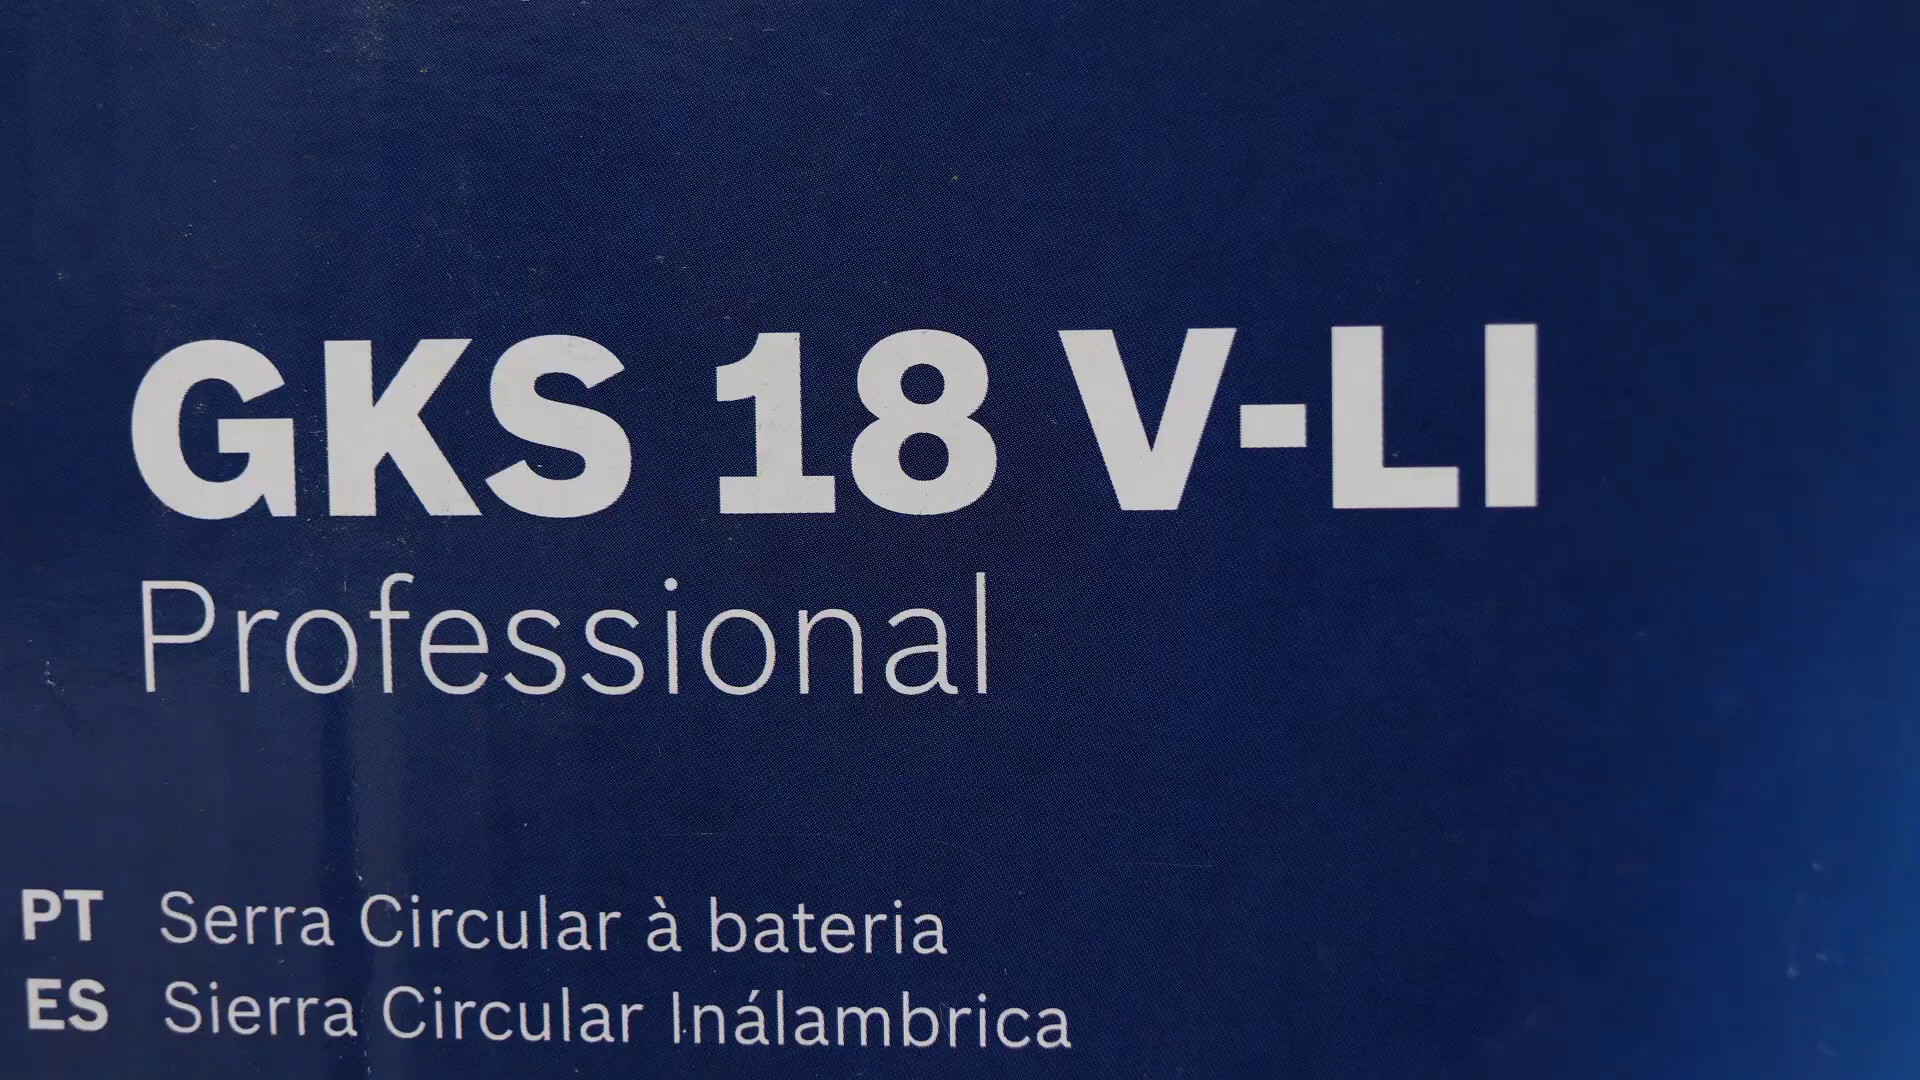 GKS 18 V-LI
Professional
PT Serra Circular à bateria
ES Sierra Circular Inálambrica